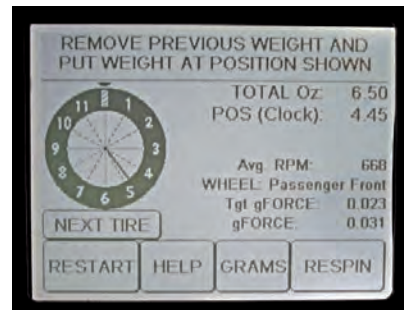 REMOVE PREVIOUS WEIGHT AND
PUT WEIGHT AT POSITION SHOWN
TOTAL Oz: 6.50
POS (Clock): 4.45
12 1 2 3 4 5 6 7 8 9 10 11
Avg. RPM: 668
WHEEL: Passenger Front
Tgt gFORCE: 0.023
gFORCE: 0.031
NEXT TIRE
RESTART HELP GRAMS RESPIN